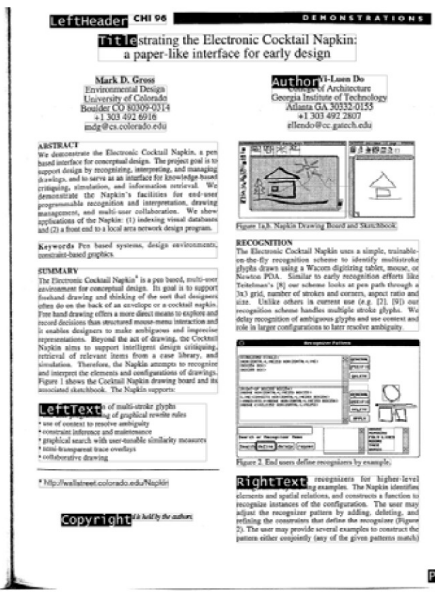 LeftHeader CHI 96
DEMONSTRATIONS
Title strating the Electronic Cocktail Napkin:
a paper-like interface for early design
Mark D. Gross
Environmental Design
University of Colorado
Boulder CO 80309-0314
+1 303 492 6916
mdg@cs.colorado.edu
Author Yi-Luen Do
College of Architecture
Georgia Institute of Technology
Atlanta GA 30332-0155
+1 303 492 2807
ellendo@cc.gatech.edu
ABSTRACT
We demonstrate the Electronic Cocktail Napkin, a pen
based interface for conceptual design. The project goal is to
support design by recognizing, interpreting, and managing
drawings, and to serve as an interface for knowledge-based
critiquing, simulation, and information retrieval. We
demonstrate the Napkin's facilities for end-user
programmable recognition and interpretation, drawing
management, and multi-user collaboration. We show
applications of the Napkin: (1) indexing visual databases
and (2) a front end to a local area network design program.
Keywords Pen based systems, design environments,
constraint-based graphics.
SUMMARY
The Electronic Cocktail Napkin* is a pen based, multi-user
environment for conceptual design. Its goal is to support
freehand drawing and thinking of the sort that designers
often do on the back of an envelope or a cocktail napkin.
Free hand drawing offers a more direct means to explore and
record decisions than structured mouse-menu interaction and
it enables designers to make ambiguous and imprecise
representations. Beyond the act of drawing, the Cocktail
Napkin aims to support intelligent design critiquing,
retrieval of relevant items from a case library, and
simulation. Therefore, the Napkin attempts to recognize
and interpret the elements and configurations of drawings.
Figure 1 shows the Cocktail Napkin drawing board and its
associated sketchbook. The Napkin supports:
LeftText n of multi-stroke glyphs
ng of graphical rewrite rules
• use of context to resolve ambiguity
• constraint inference and maintenance
• graphical search with user-tunable similarity measures
• semi-transparent trace overlays
• collaborative drawing
* http://wallstreet.colorado.edu/Napkin
Copyright is held by the authors
Figure 1a,b. Napkin Drawing Board and Sketchbook.
RECOGNITION
The Electronic Cocktail Napkin uses a simple, trainable-
on-the-fly recognition scheme to identify multistroke
glyphs drawn using a Wacom digitizing tablet, mouse, or
Newton PDA. Similar to early recognition efforts like
Teitelman's [8] our scheme looks at pen path through a
3x3 grid, number of strokes and corners, aspect ratio and
size. Unlike others in current use (e.g. [2], [9]) our
recognition scheme handles multiple stroke glyphs. We
delay recognition of ambiguous glyphs and use context and
role in larger configurations to later resolve ambiguity.
Recognizer Patterns
Figure 2. End users define recognizers by example.
RightText recognizers for higher-level
ing examples. The Napkin identifies
elements and spatial relations, and constructs a function to
recognize instances of the configuration. The user may
adjust the recognizer pattern by adding, deleting, and
refining the constraints that define the recognizer (Figure
2). The user may provide several examples to construct the
pattern either conjointly (any of the given patterns match)
P